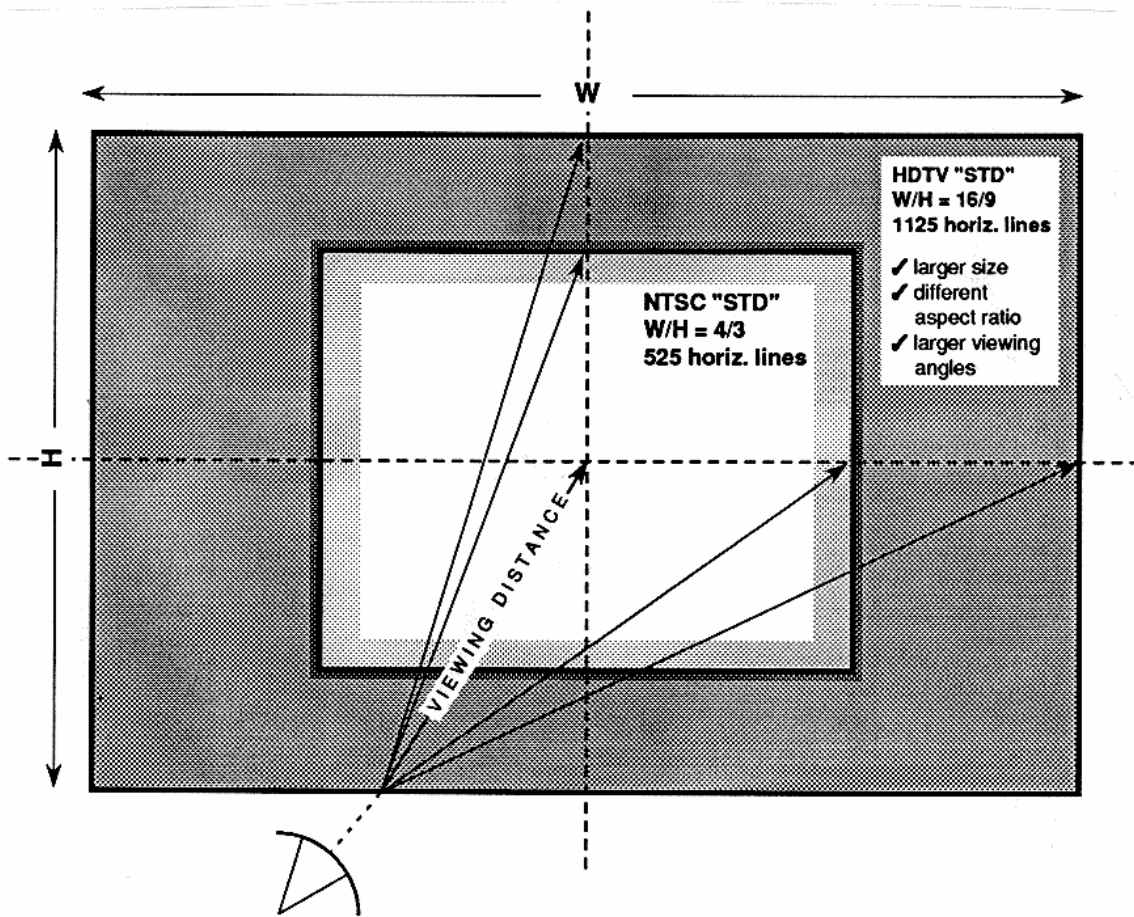 W
HDTV "STD"
W/H = 16/9
1125 horiz. lines
✓ larger size
✓ different
aspect ratio
✓ larger viewing
angles
NTSC "STD"
W/H = 4/3
525 horiz. lines
H
VIEWING DISTANCE